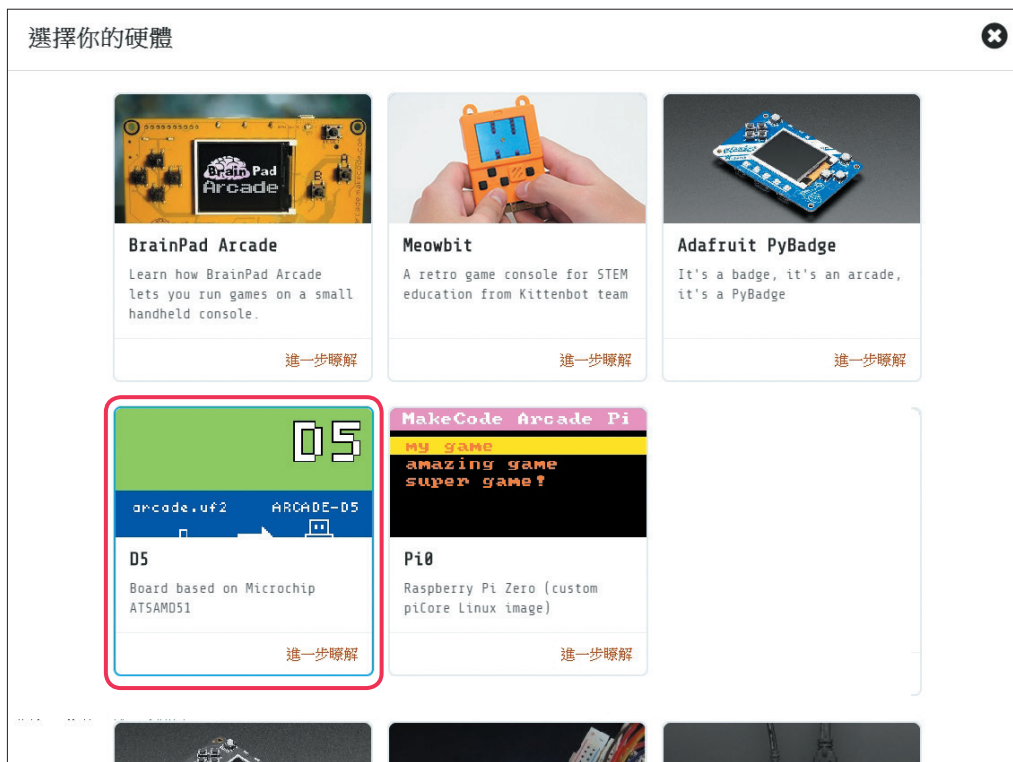 選擇你的硬體
Brain Pad
Arcade
B
A
BrainPad Arcade
Learn how BrainPad Arcade
lets you run games on a small
handheld console.
進一步瞭解
Meowbit
A retro game console for STEM
education from Kittenbot team
進一步瞭解
Adafruit PyBadge
It's a badge, it's an arcade,
it's a PyBadge
進一步瞭解
D5
arcade.uf2
ARCADE-D5
D5
Board based on Microchip
ATSAMD51
進一步瞭解
MakeCode Arcade Pi
my game
amazing game
super game!
Pi0
Raspberry Pi Zero (custom
piCore Linux image)
進一步瞭解